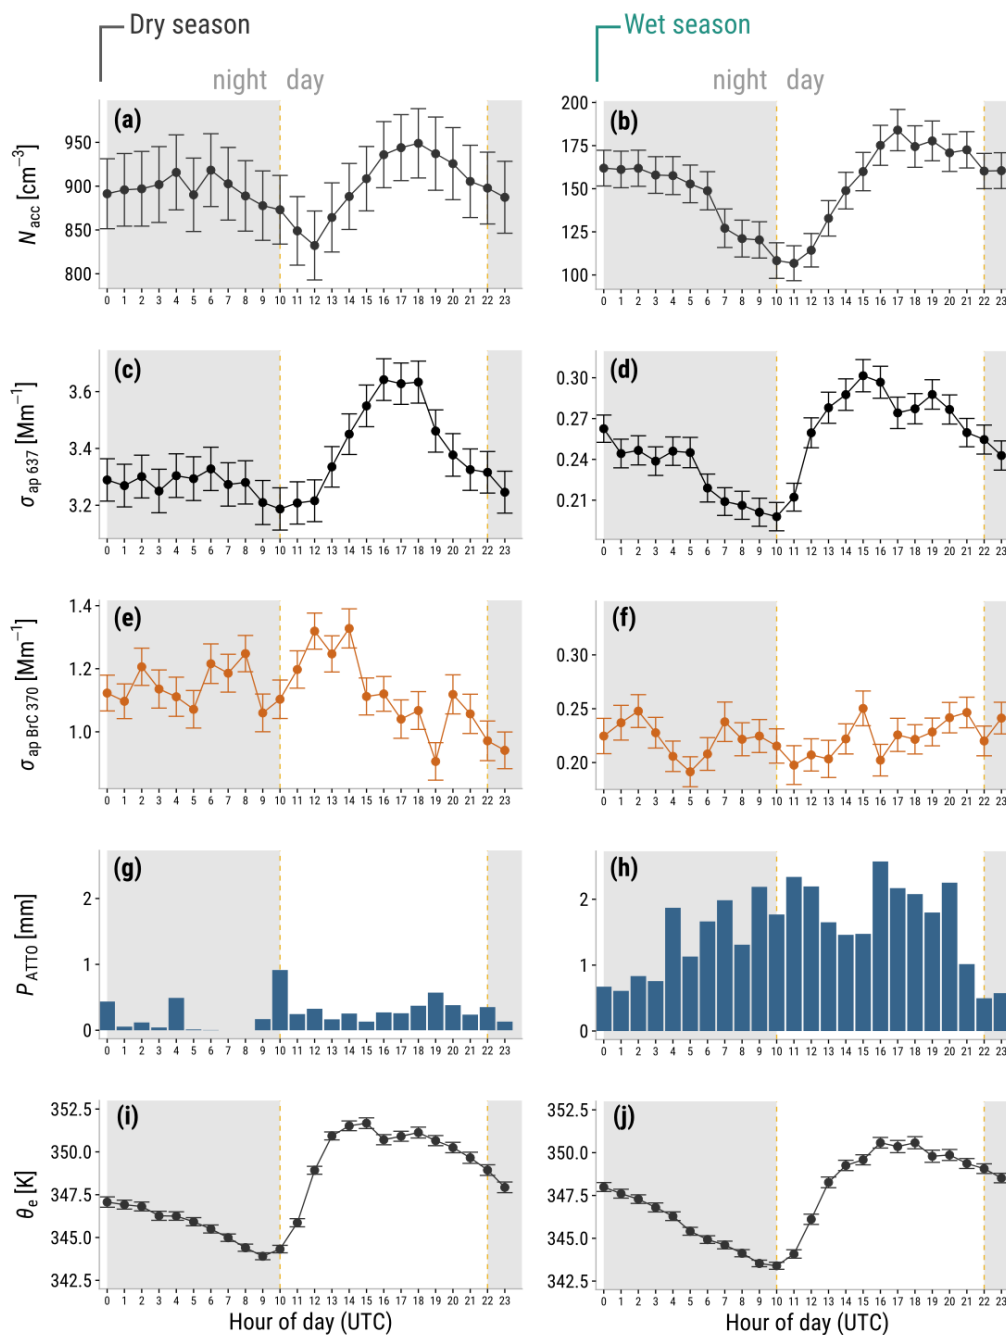 Dry season Wet season
night day night day
(a) (b)
N_acc [cm⁻³]
950 900 850 800
200 175 150 125 100
0 1 2 3 4 5 6 7 8 9 10 11 12 13 14 15 16 17 18 19 20 21 22 23
0 1 2 3 4 5 6 7 8 9 10 11 12 13 14 15 16 17 18 19 20 21 22 23
(c) (d)
σ_ap 637 [Mm⁻¹]
3.6 3.4 3.2
0.30 0.27 0.24 0.21
0 1 2 3 4 5 6 7 8 9 10 11 12 13 14 15 16 17 18 19 20 21 22 23
0 1 2 3 4 5 6 7 8 9 10 11 12 13 14 15 16 17 18 19 20 21 22 23
(e) (f)
σ_ap BrC 370 [Mm⁻¹]
1.4 1.2 1.0
0.30 0.25 0.20
0 1 2 3 4 5 6 7 8 9 10 11 12 13 14 15 16 17 18 19 20 21 22 23
0 1 2 3 4 5 6 7 8 9 10 11 12 13 14 15 16 17 18 19 20 21 22 23
(g) (h)
P_ATTO [mm]
2 1 0
2 1 0
0 1 2 3 4 5 6 7 8 9 10 11 12 13 14 15 16 17 18 19 20 21 22 23
0 1 2 3 4 5 6 7 8 9 10 11 12 13 14 15 16 17 18 19 20 21 22 23
(i) (j)
θ_e [K]
352.5 350.0 347.5 345.0 342.5
352.5 350.0 347.5 345.0 342.5
0 1 2 3 4 5 6 7 8 9 10 11 12 13 14 15 16 17 18 19 20 21 22 23
0 1 2 3 4 5 6 7 8 9 10 11 12 13 14 15 16 17 18 19 20 21 22 23
Hour of day (UTC) Hour of day (UTC)